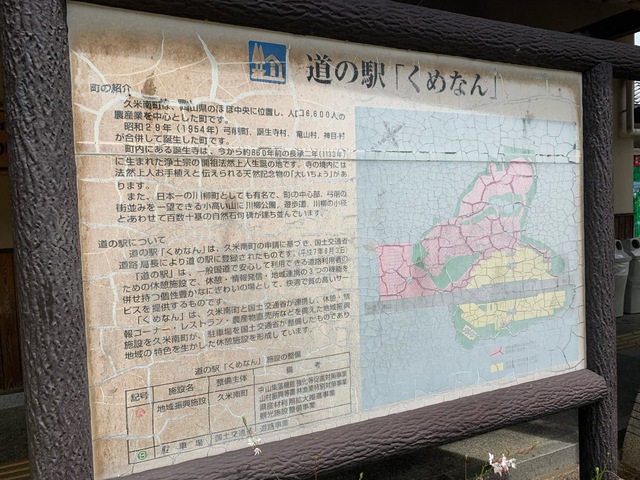 道の駅「くめなん」
町の紹介
久米南町は、岡山県のほぼ中央に位置し、人口6,600人の
農産業を中心とした町です。
昭和29年(1954年)弓削町、誕生寺村、竜山村、神目村
が合併して誕生した町です。
町内にある誕生寺は、今から約860年前の長承二年(1133年)
に生まれた浄土宗の開祖法然上人生誕の地です。寺の境内には
法然上人お手植えと伝えられる天然記念物の「大いちょう」があ
ります。
また、日本一の川柳町としても有名で、町の中心部、弓削の
街並みを一望できる小高い山に川柳公園、遊歩道、川柳の小径
とあわせて百数十基の自然石句碑が建ち並んでいます。
道の駅について
道の駅「くめなん」は、久米南町の申請に基づき、国土交通省
道路局長により道の駅に登録されたものです。
「道の駅」は、一般国道で安心して利用できる道路利用者の
ための休憩施設で、休憩・情報発信・地域連携の3つの機能を
併せ持つ個性豊かなにぎわいの場として、快適で質の高いサー
ビスを提供するものです。
「くめなん」は、久米南町と国土交通省が連携し、休憩・情
報コーナー・レストラン・農産物直売所などを備えた地域振興
施設を久米南町が、駐車場を国土交通省が整備したものであり
地域の特色を生かした休憩施設を形成しています。
道の駅「くめなん」施設の整備
記号 施設名 整備主体 備考
地域振興施設 久米南町
観光施設整備事業
駐車場 国土交通省 道路事業